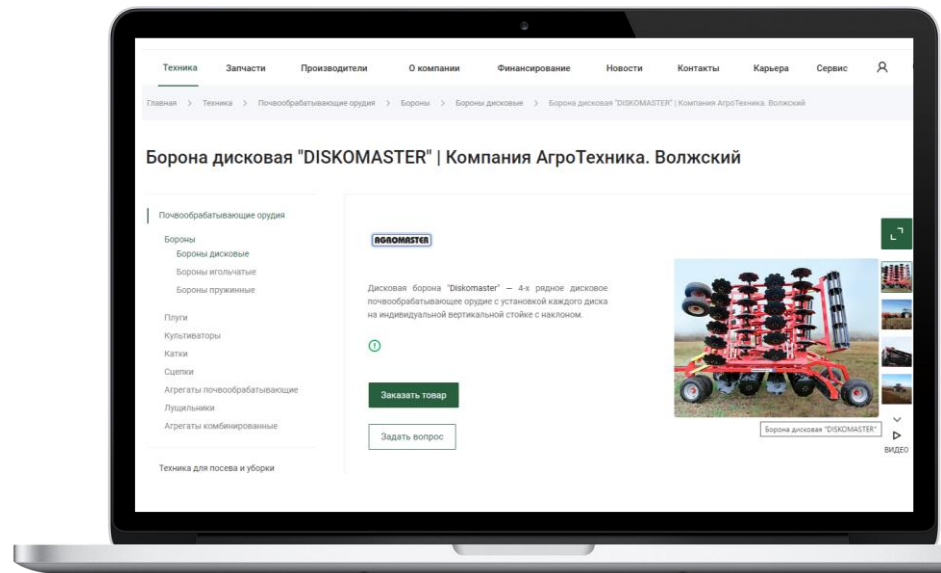 Техника Запчасти Производители О компании Финансирование Новости Контакты Карьера Сервис
Главная > Техника > Почвообрабатывающие орудия > Бороны > Бороны дисковые > Борона дисковая "DISKOMASTER" | Компания АгроТехника. Волжский
Борона дисковая "DISKOMASTER" | Компания АгроТехника. Волжский
Почвообрабатывающие орудия
Бороны
Бороны дисковые
Бороны игольчатые
Бороны пружинные
Плуги
Культиваторы
Катки
Сцепки
Агрегаты почвообрабатывающие
Лущильники
Агрегаты комбинированные
Техника для посева и уборки
AGROMASTER
Дисковая борона "Diskomaster" — 4-х рядное дисковое
почвообрабатывающее орудие с установкой каждого диска
на индивидуальной вертикальной стойке с наклоном.
Заказать товар
Задать вопрос
Борона дисковая "DISKOMASTER"
ВИДЕО